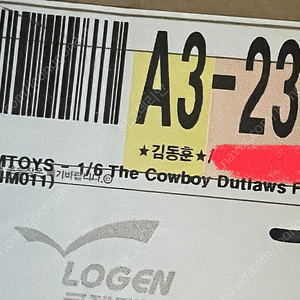 A3-23
★김동훈★/
MTOYS - 1/6 The Cowboy Outlaws F
LOGEN